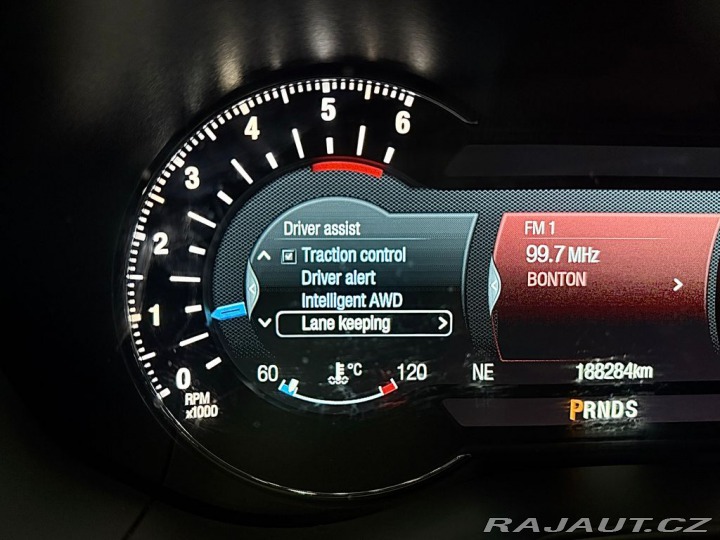 6
5
4
3
2
1
0
RPM
x1000
Driver assist
Traction control
Driver alert
Intelligent AWD
Lane keeping
60
°C
120
FM 1
99.7 MHz
BONTON
NE
188284km
PRNDS
RAJAUT.CZ